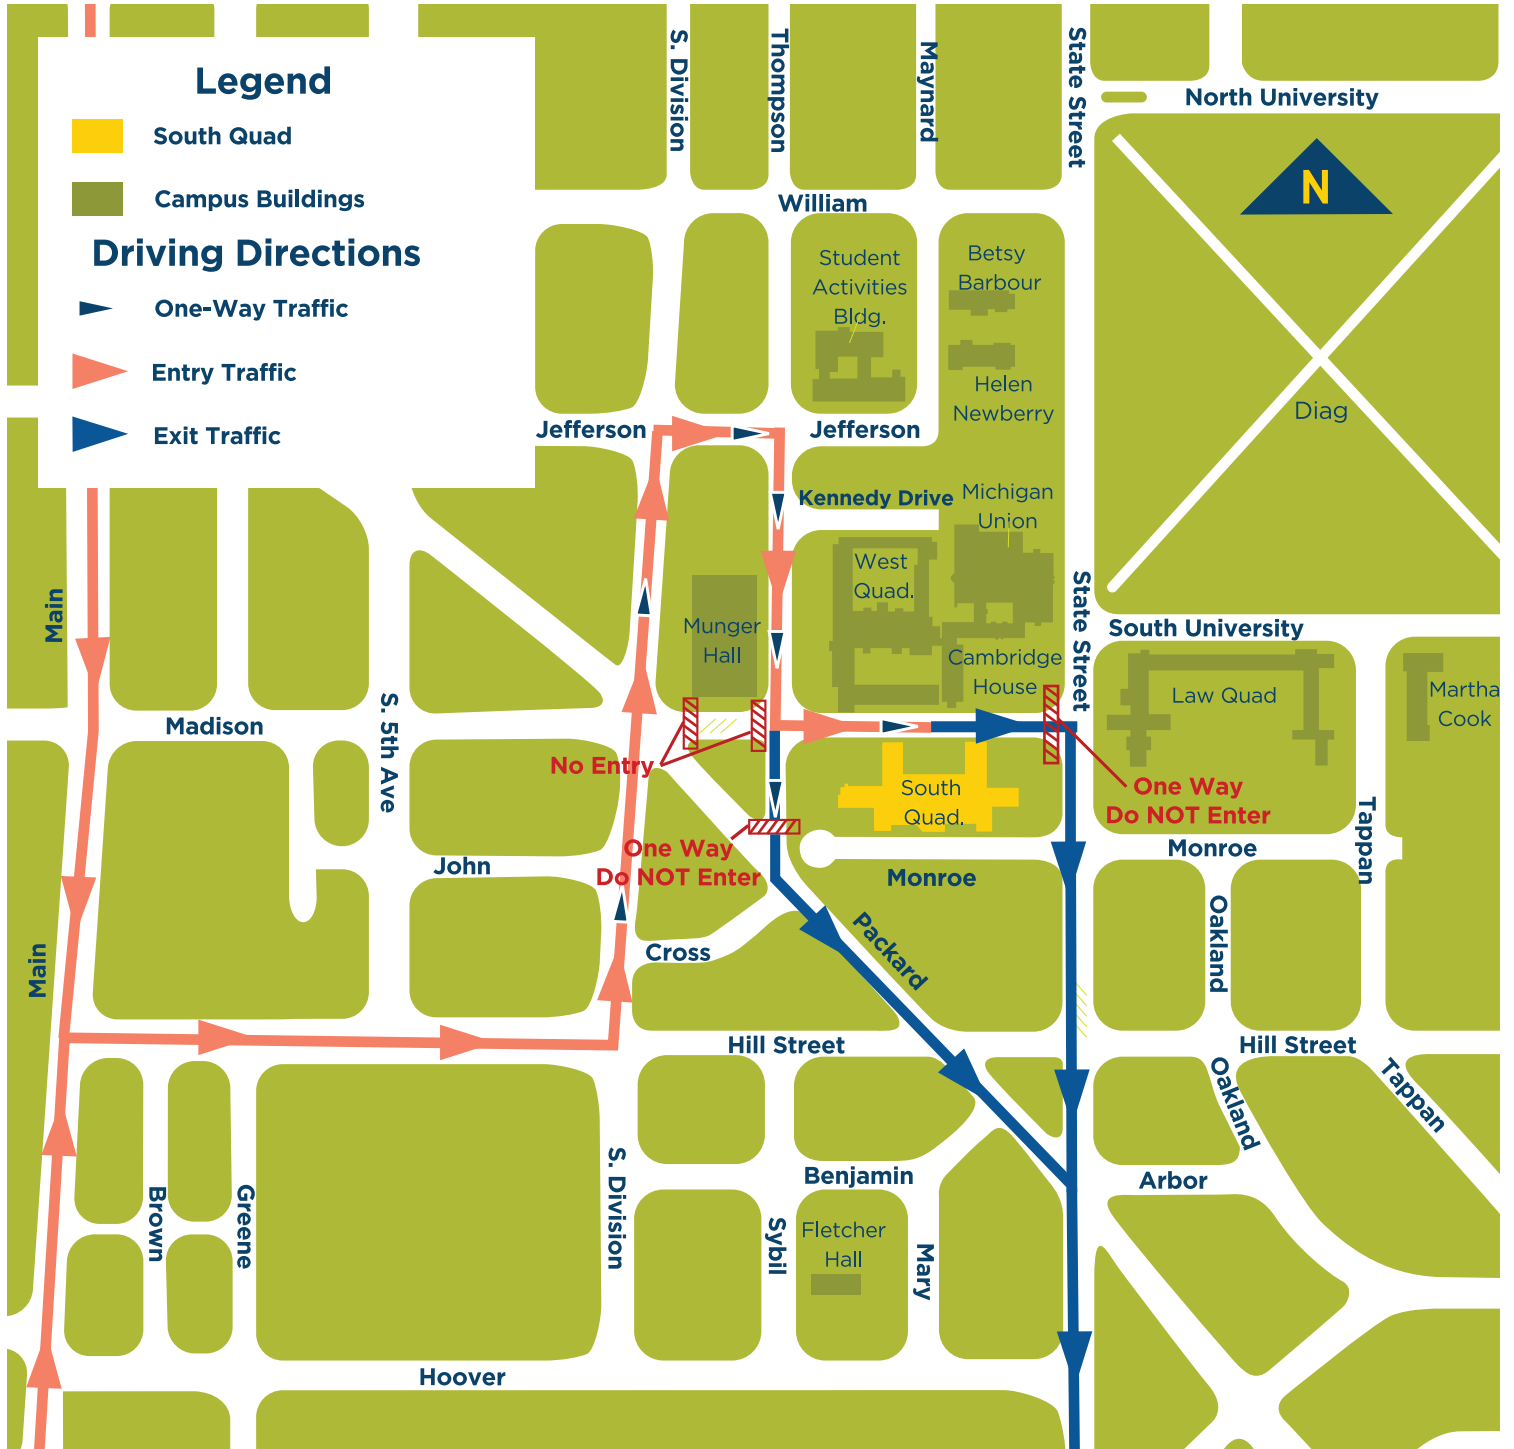 Legend
South Quad
Campus Buildings
Driving Directions
One-Way Traffic
Entry Traffic
Exit Traffic
S. Division
Thompson
Maynard
State Street
North University
N
William
Student
Activities
Bldg.
Betsy
Barbour
Helen
Newberry
Diag
Jefferson
Jefferson
Kennedy Drive
Michigan
Union
West
Quad.
Main
Munger
Hall
Cambridge
House
State Street
South University
Law Quad
Martha
Cook
Madison
S. 5th Ave
No Entry
South
Quad.
One Way
Do NOT Enter
One Way
Do NOT Enter
Tappan
John
Monroe
Monroe
Main
Cross
Packard
Oakland
Hill Street
Hill Street
Oakland
Tappan
Brown
Greene
S. Division
Benjamin
Arbor
Sybil
Fletcher
Hall
Mary
Hoover